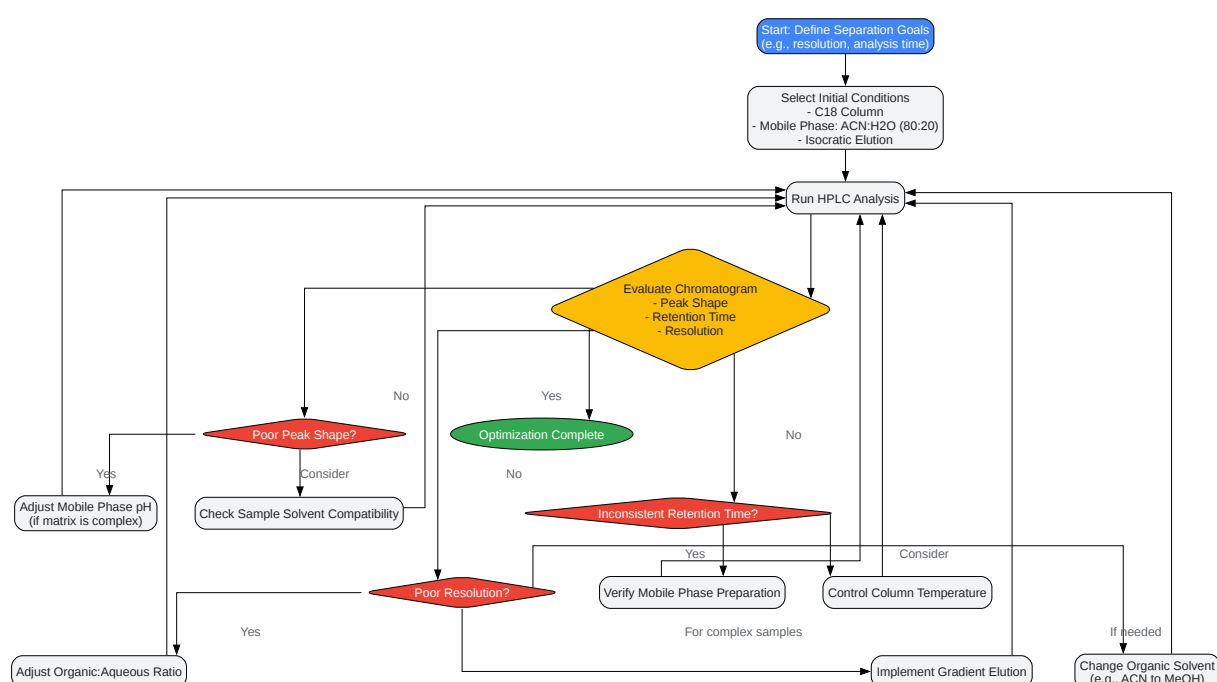 Start: Define Separation Goals
(e.g., resolution, analysis time)
Select Initial Conditions
- C18 Column
- Mobile Phase: ACN:H2O (80:20)
- Isocratic Elution
Run HPLC Analysis
Evaluate Chromatogram
- Peak Shape
- Retention Time
- Resolution
No
Yes
No
Poor Peak Shape?
Optimization Complete
Yes
Consider
No
Adjust Mobile Phase pH
(if matrix is complex)
Check Sample Solvent Compatibility
Inconsistent Retention Time?
Yes
Consider
Poor Resolution?
Verify Mobile Phase Preparation
Control Column Temperature
Yes
For complex samples
If needed
Adjust Organic:Aqueous Ratio
Implement Gradient Elution
Change Organic Solvent
(e.g., ACN to MeOH)